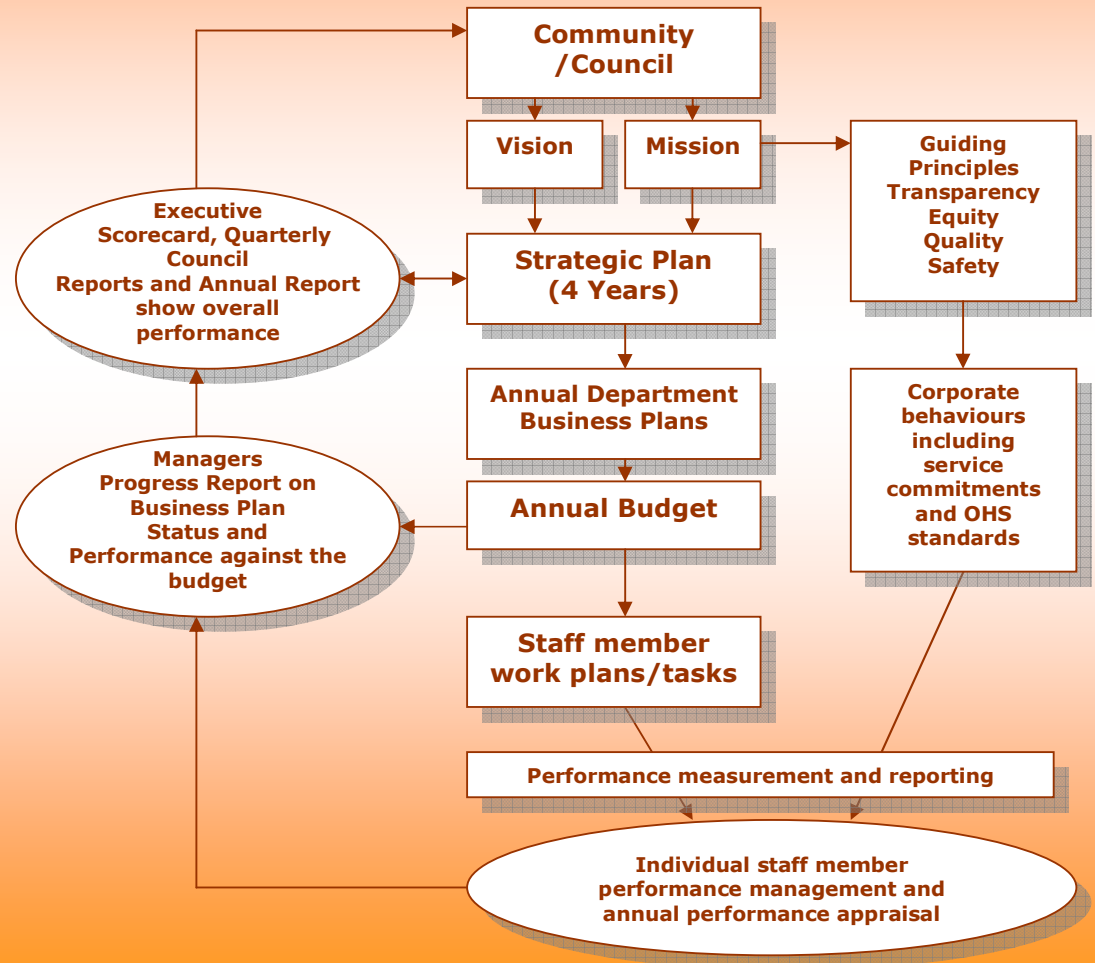 Community
/Council
Vision
Mission
Guiding
Principles
Transparency
Equity
Quality
Safety
Executive
Scorecard, Quarterly
Council
Reports and Annual Report
show overall
performance
Strategic Plan
(4 Years)
Annual Department
Business Plans
Corporate
behaviours
including
service
commitments
and OHS
standards
Managers
Progress Report on
Business Plan
Status and
Performance against the
budget
Annual Budget
Staff member
work plans/tasks
Performance measurement and reporting
Individual staff member
performance management and
annual performance appraisal